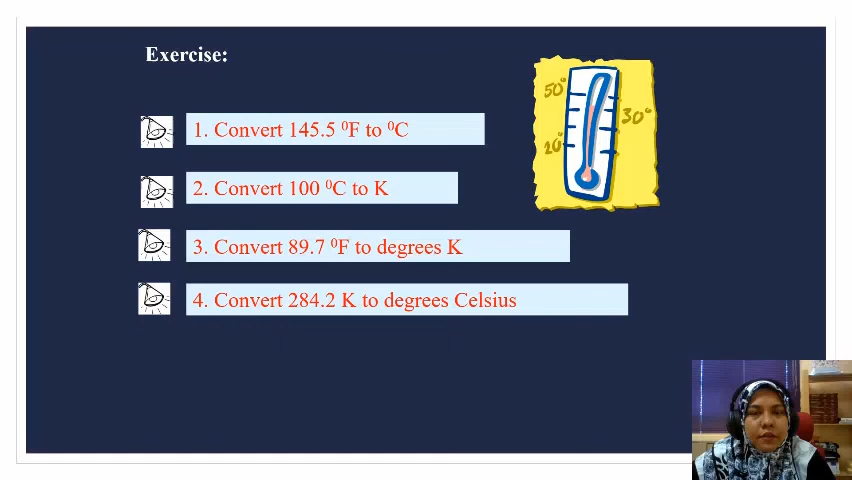 Exercise:
1. Convert 145.5 ⁰F to ⁰C
2. Convert 100 ⁰C to K
3. Convert 89.7 ⁰F to degrees K
4. Convert 284.2 K to degrees Celsius
50°
30°
20°